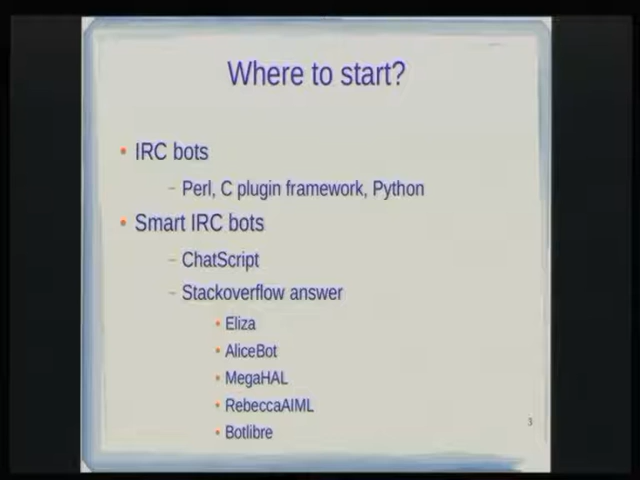 Where to start?
• IRC bots
– Perl, C plugin framework, Python
• Smart IRC bots
– ChatScript
– Stackoverflow answer
• Eliza
• AliceBot
• MegaHAL
• RebeccaAIML
• Botlibre
3